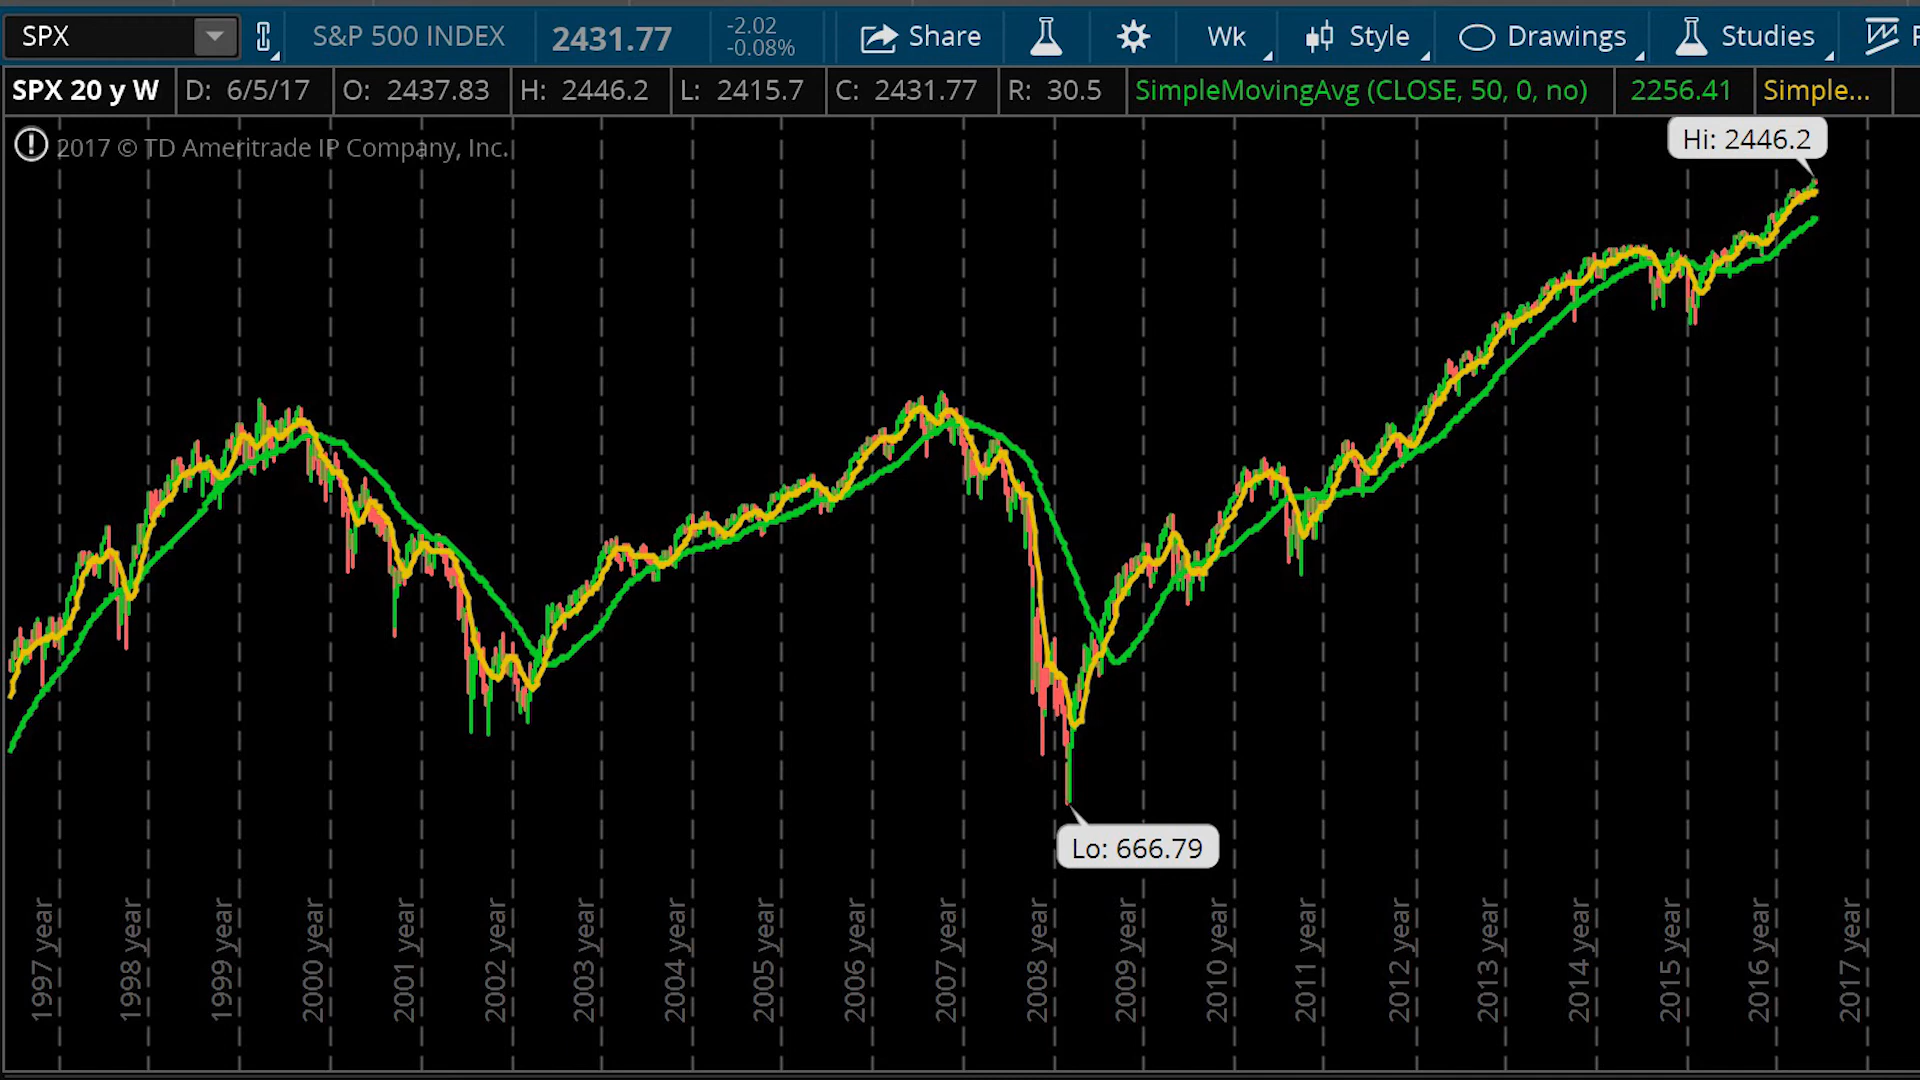 SPX S&P 500 INDEX 2431.77 -2.02 -0.08% Share Wk Style Drawings Studies
SPX 20 y W D: 6/5/17 O: 2437.83 H: 2446.2 L: 2415.7 C: 2431.77 R: 30.5 SimpleMovingAvg (CLOSE, 50, 0, no) 2256.41 Simple...
2017 © TD Ameritrade IP Company, Inc.
Hi: 2446.2
Lo: 666.79
1997 year
1998 year
1999 year
2000 year
2001 year
2002 year
2003 year
2004 year
2005 year
2006 year
2007 year
2008 year
2009 year
2010 year
2011 year
2012 year
2013 year
2014 year
2015 year
2016 year
2017 year